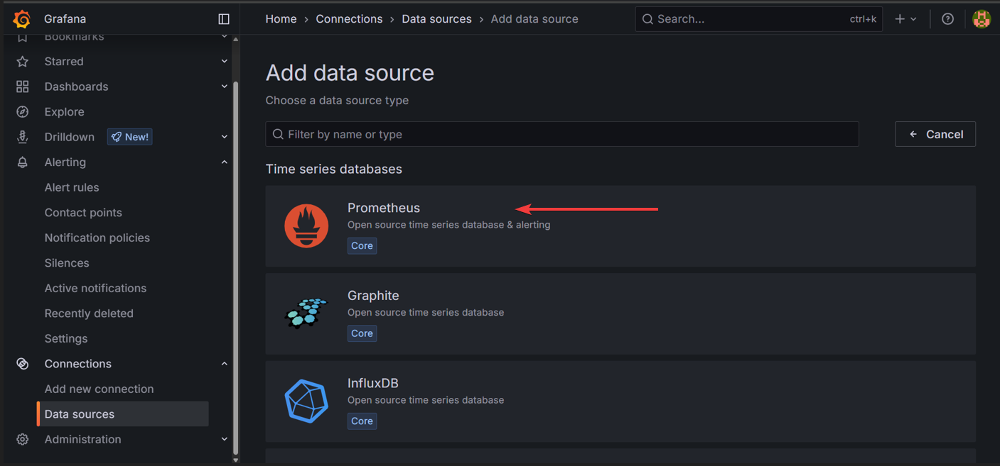 Grafana
Home › Connections › Data sources › Add data source
Search...
ctrl+k
Bookmarks
Starred
Dashboards
Explore
Drilldown
New!
Alerting
Alert rules
Contact points
Notification policies
Silences
Active notifications
Recently deleted
Settings
Connections
Add new connection
Data sources
Administration
Add data source
Choose a data source type
Filter by name or type
Cancel
Time series databases
Prometheus
Open source time series database & alerting
Core
Graphite
Open source time series database
Core
InfluxDB
Open source time series database
Core